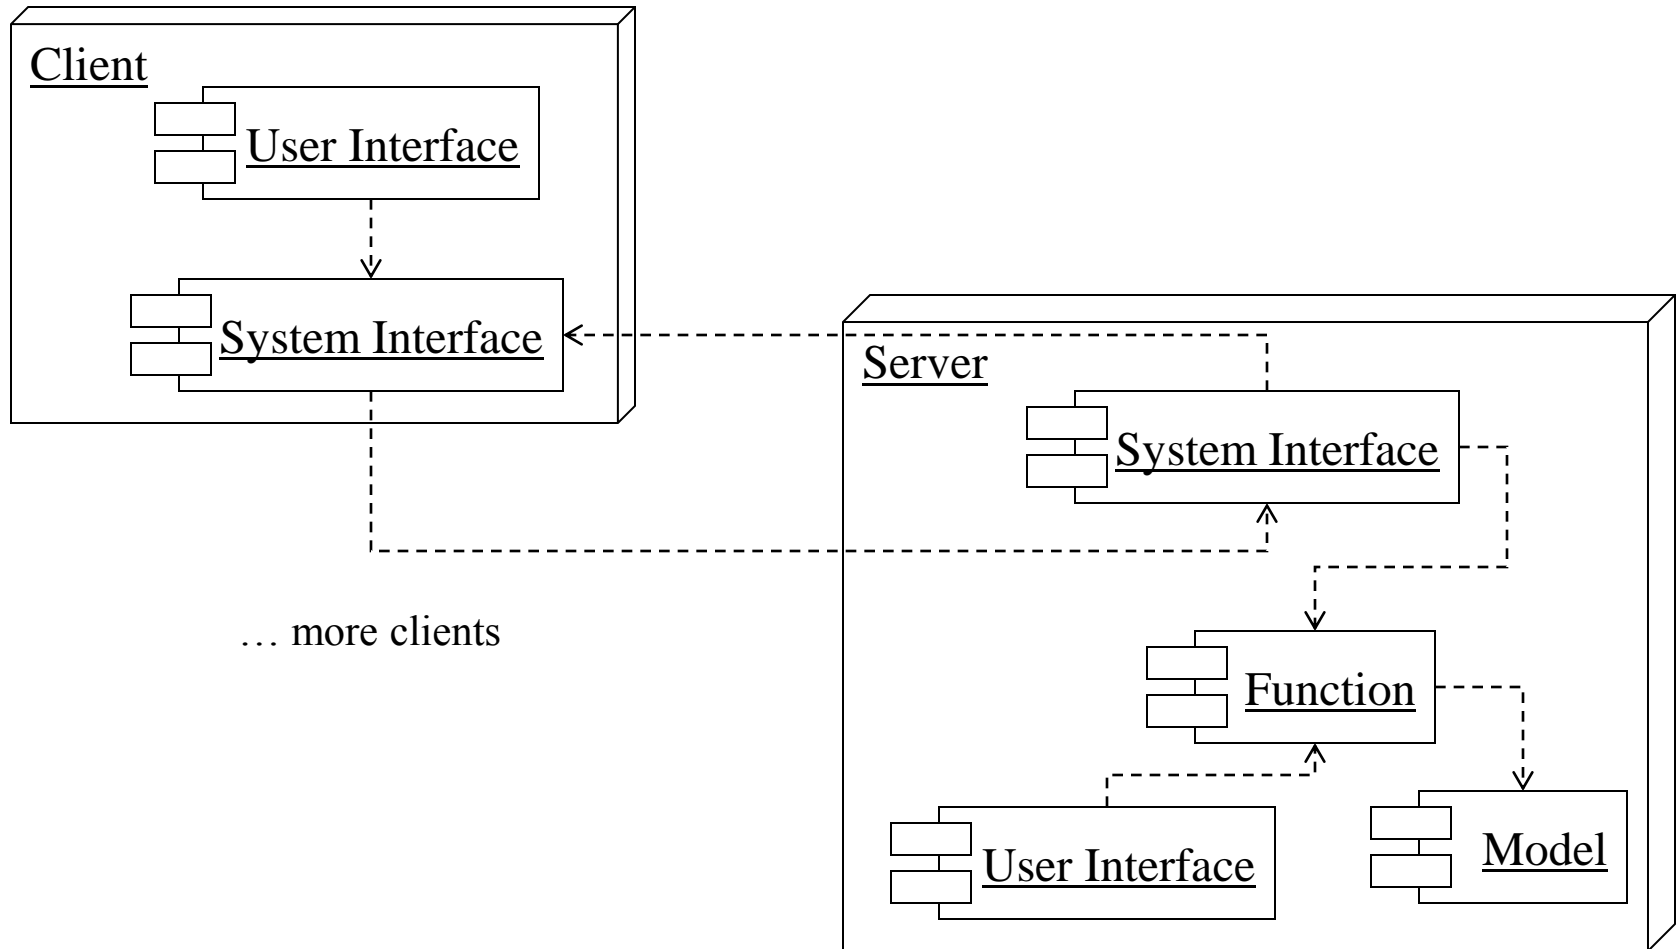 Client
User Interface
System Interface
Server
System Interface
… more clients
Function
User Interface
Model